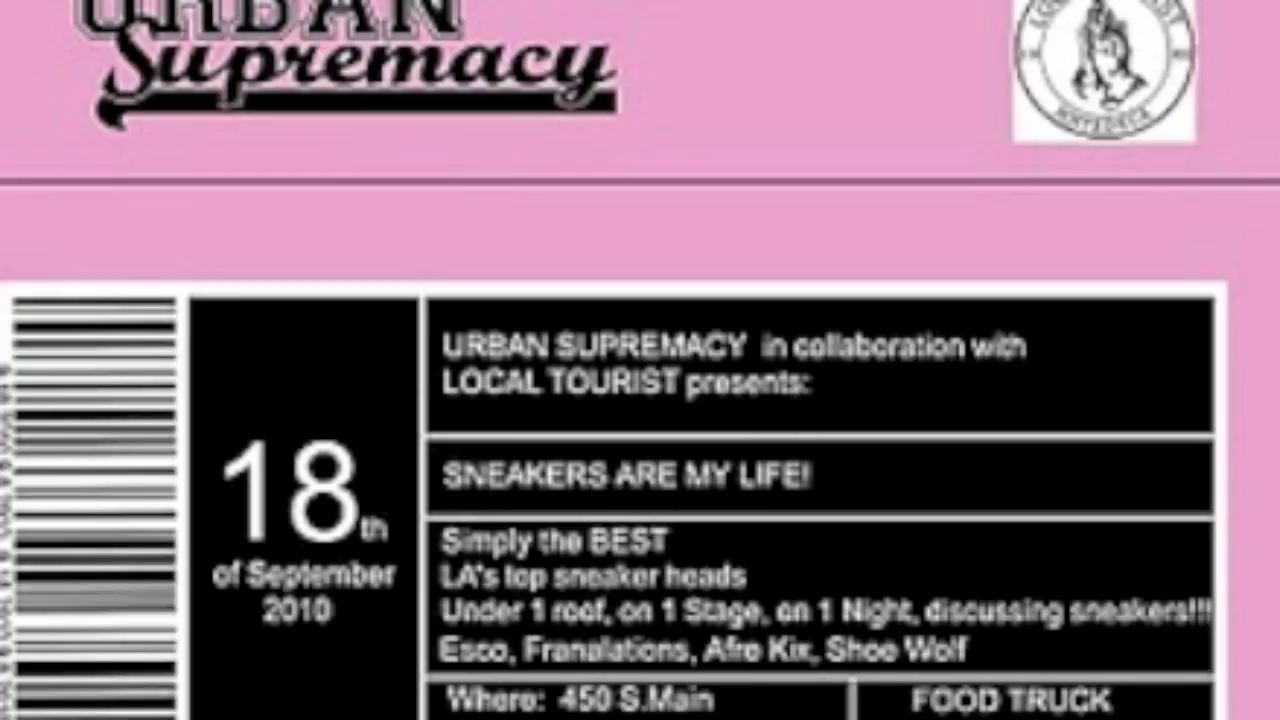 URBAN
Supremacy
18th
of September
2010
URBAN SUPREMACY in collaboration with
LOCAL TOURIST presents:
SNEAKERS ARE MY LIFE!
Simply the BEST
LA's top sneaker heads
Under 1 roof, on 1 Stage, on 1 Night, discussing sneakers!!!
Esco, Franalations, Afro Kix, Shoe Wolf
Where: 450 S.Main
FOOD TRUCK